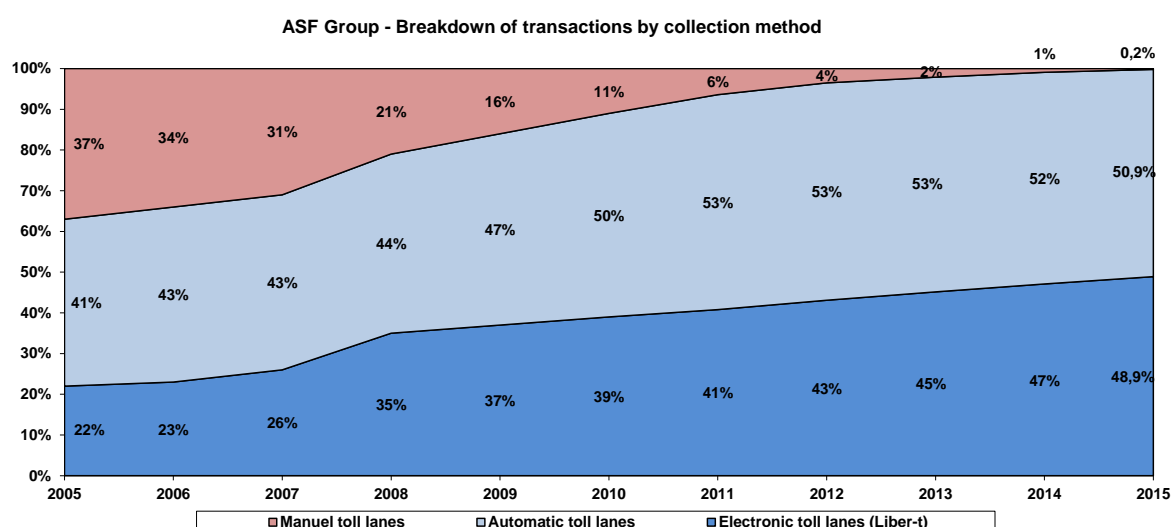 ASF Group - Breakdown of transactions by collection method
1% 0,2%
100%
90%
80%
70%
60%
50%
40%
30%
20%
10%
0%
37% 34% 31% 21% 16% 11% 6% 4% 2%
41% 43% 43% 44% 47% 50% 53% 53% 53% 52% 50,9%
22% 23% 26% 35% 37% 39% 41% 43% 45% 47% 48,9%
2005 2006 2007 2008 2009 2010 2011 2012 2013 2014 2015
Manuel toll lanes Automatic toll lanes Electronic toll lanes (Liber-t)